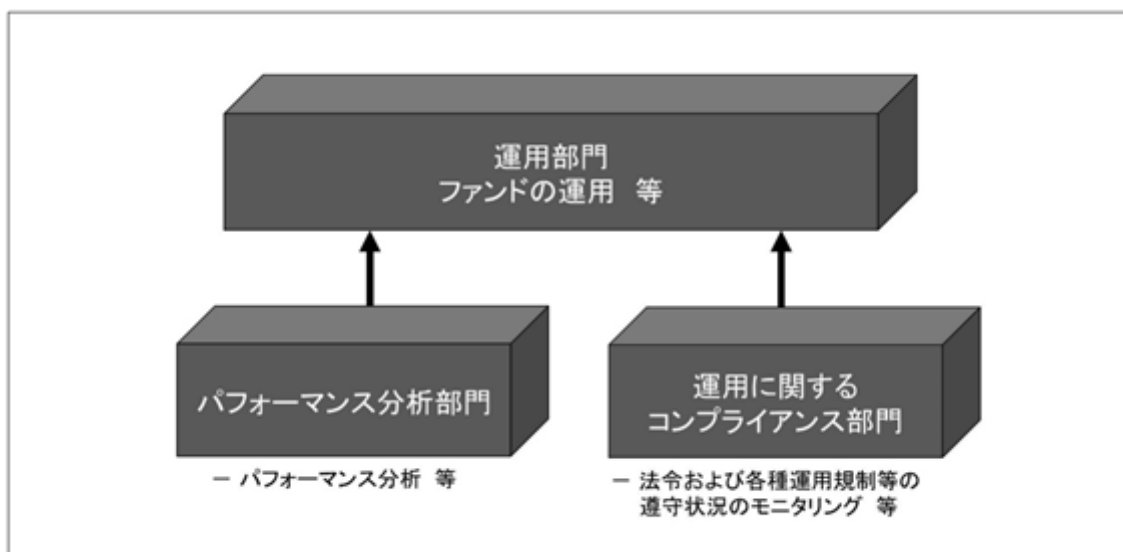 運用部門
ファンドの運用 等
パフォーマンス分析部門
－ パフォーマンス分析 等
運用に関する
コンプライアンス部門
－ 法令および各種運用規制等の
遵守状況のモニタリング 等